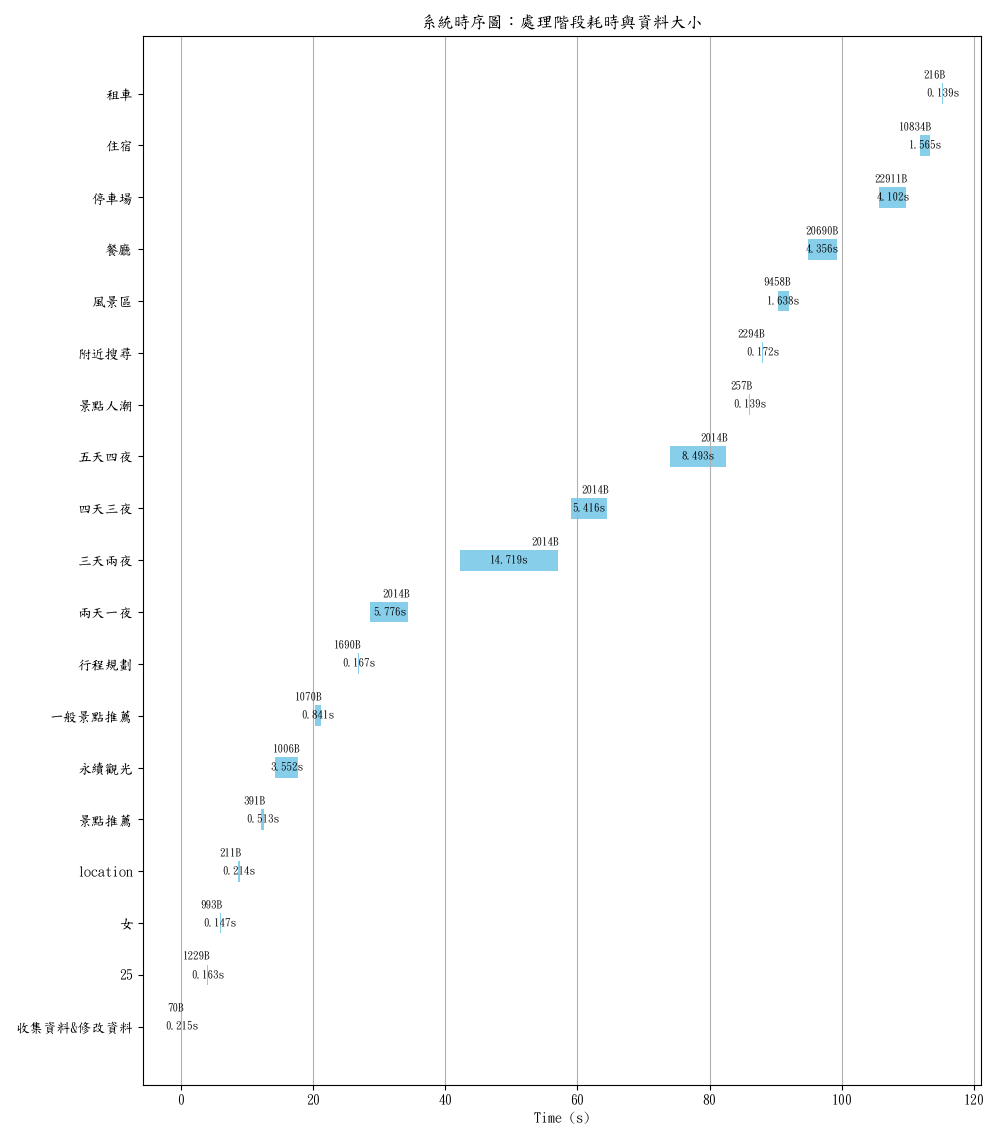 系統時序圖：處理階段耗時與資料大小
216B
租車 0.139s
10834B
住宿 1.565s
22911B
停車場 4.102s
20690B
餐廳 4.356s
9458B
風景區 1.638s
2294B
附近搜尋 0.172s
257B
景點人潮 0.139s
2014B
五天四夜 8.493s
2014B
四天三夜 5.416s
2014B
三天兩夜 14.719s
2014B
兩天一夜 5.776s
1690B
行程規劃 0.167s
1070B
一般景點推薦 0.841s
1006B
永續觀光 3.552s
391B
景點推薦 0.513s
211B
location 0.214s
993B
女 0.147s
1229B
25 0.163s
70B
收集資料&修改資料 0.215s
0 20 40 60 80 100 120
Time (s)